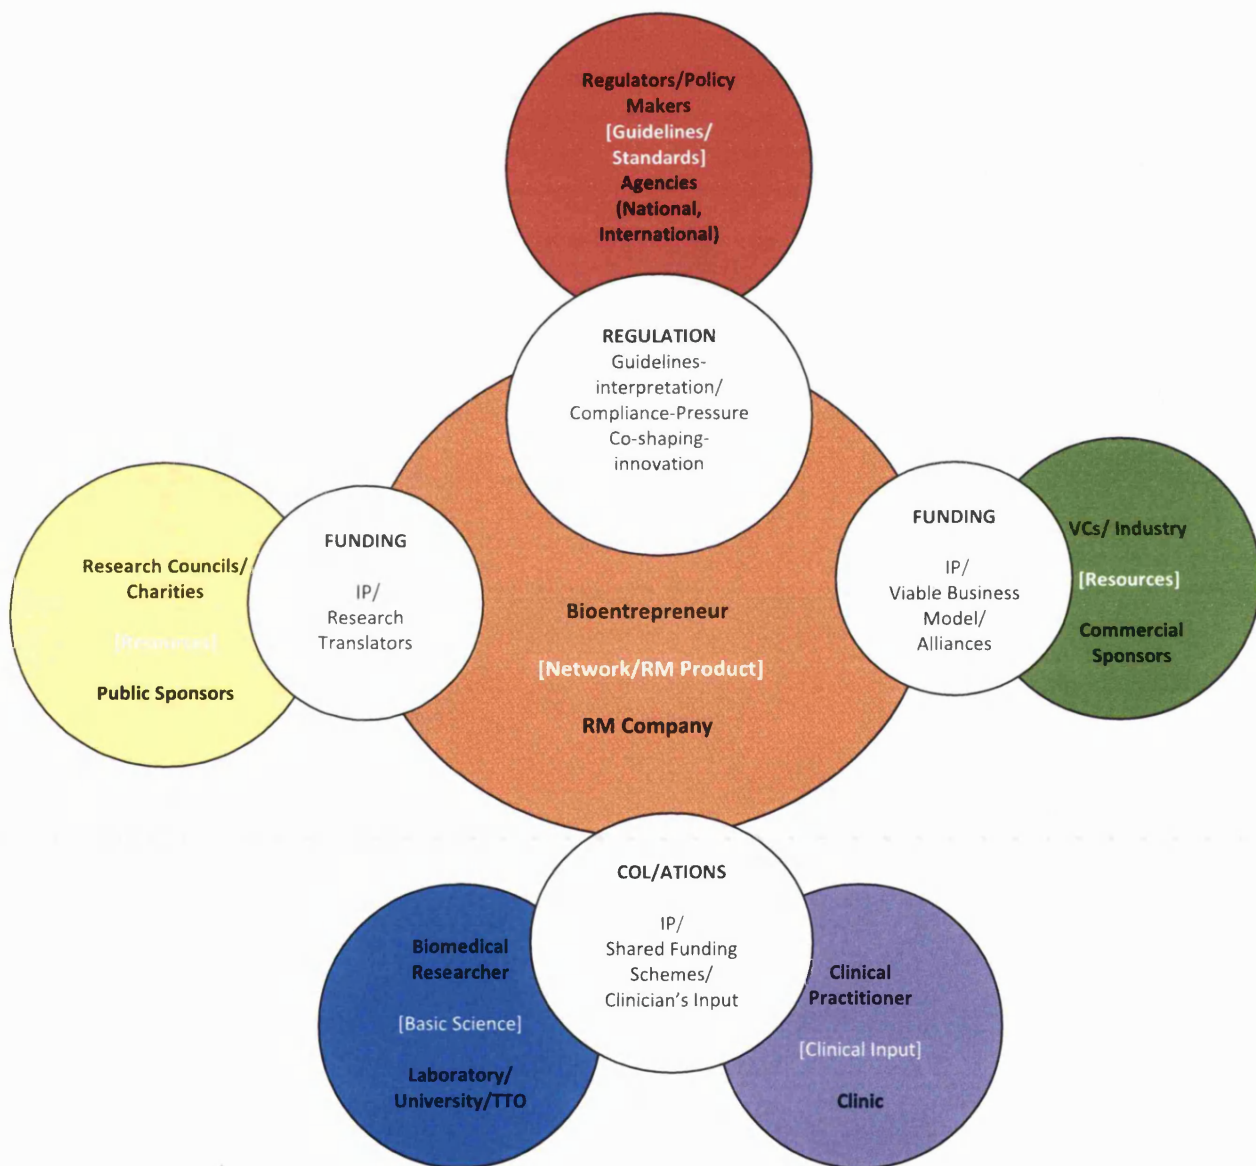 Regulators/Policy
Makers
[Guidelines/
Standards]
Agencies
(National,
International)
REGULATION
Guidelines-
interpretation/
Compliance-Pressure
Co-shaping-
innovation
Research Councils/
Charities
Public Sponsors
FUNDING
IP/
Research
Translators
Bioentrepreneur
[Network/RM Product]
RM Company
FUNDING
IP/
Viable Business
Model/
Alliances
VCs/ Industry
[Resources]
Commercial
Sponsors
COL/ATIONS
IP/
Shared Funding
Schemes/
Clinician's Input
Biomedical
Researcher
[Basic Science]
Laboratory/
University/TTO
Clinical
Practitioner
[Clinical Input]
Clinic